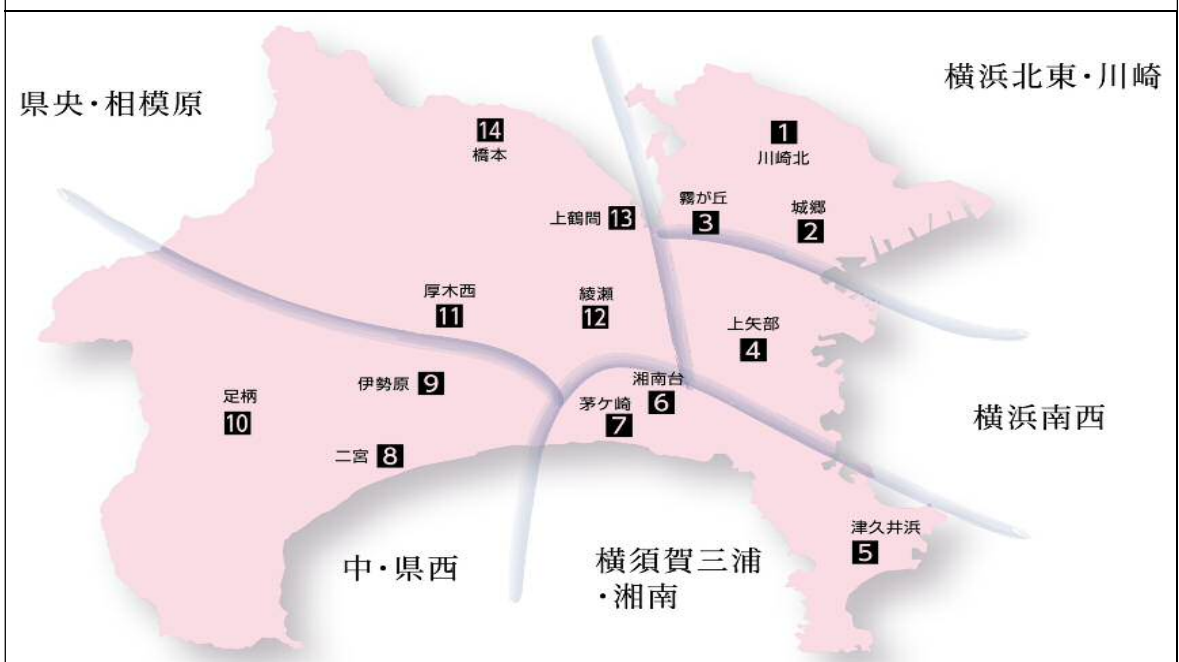 県央・相模原
横浜北東・川崎
14
橋本
1
川崎北
霧が丘
3
城郷
2
上鶴間 13
厚木西
11
綾瀬
12
上矢部
4
伊勢原 9
湘南台
6
茅ケ崎
7
足柄
10
二宮 8
横浜南西
津久井浜
5
中・県西
横須賀三浦
・湘南